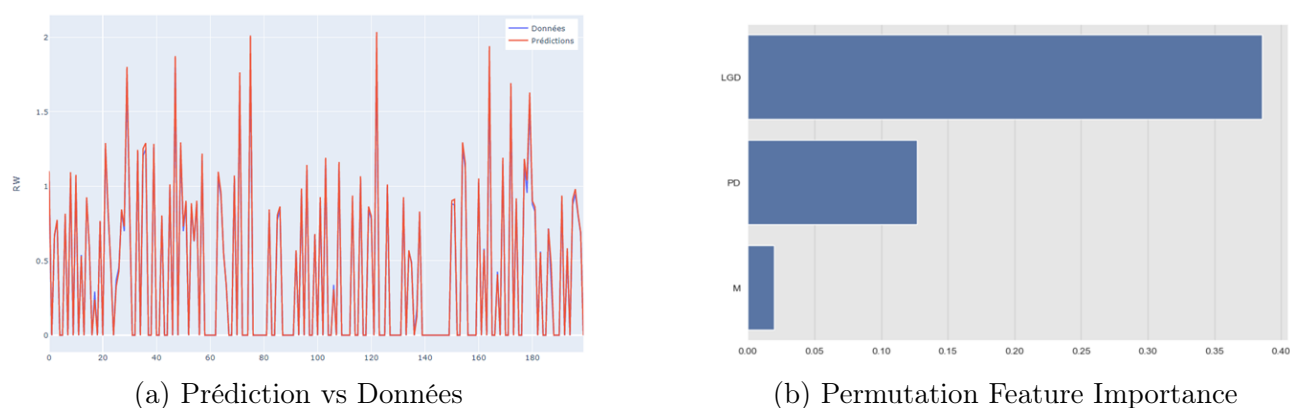 Données
Prédictions
2
1.5
1
0.5
0
RW
0 20 40 60 80 100 120 140 160 180
(a) Prédiction vs Données
LGD
PD
M
0.00 0.05 0.10 0.15 0.20 0.25 0.30 0.35 0.40
(b) Permutation Feature Importance